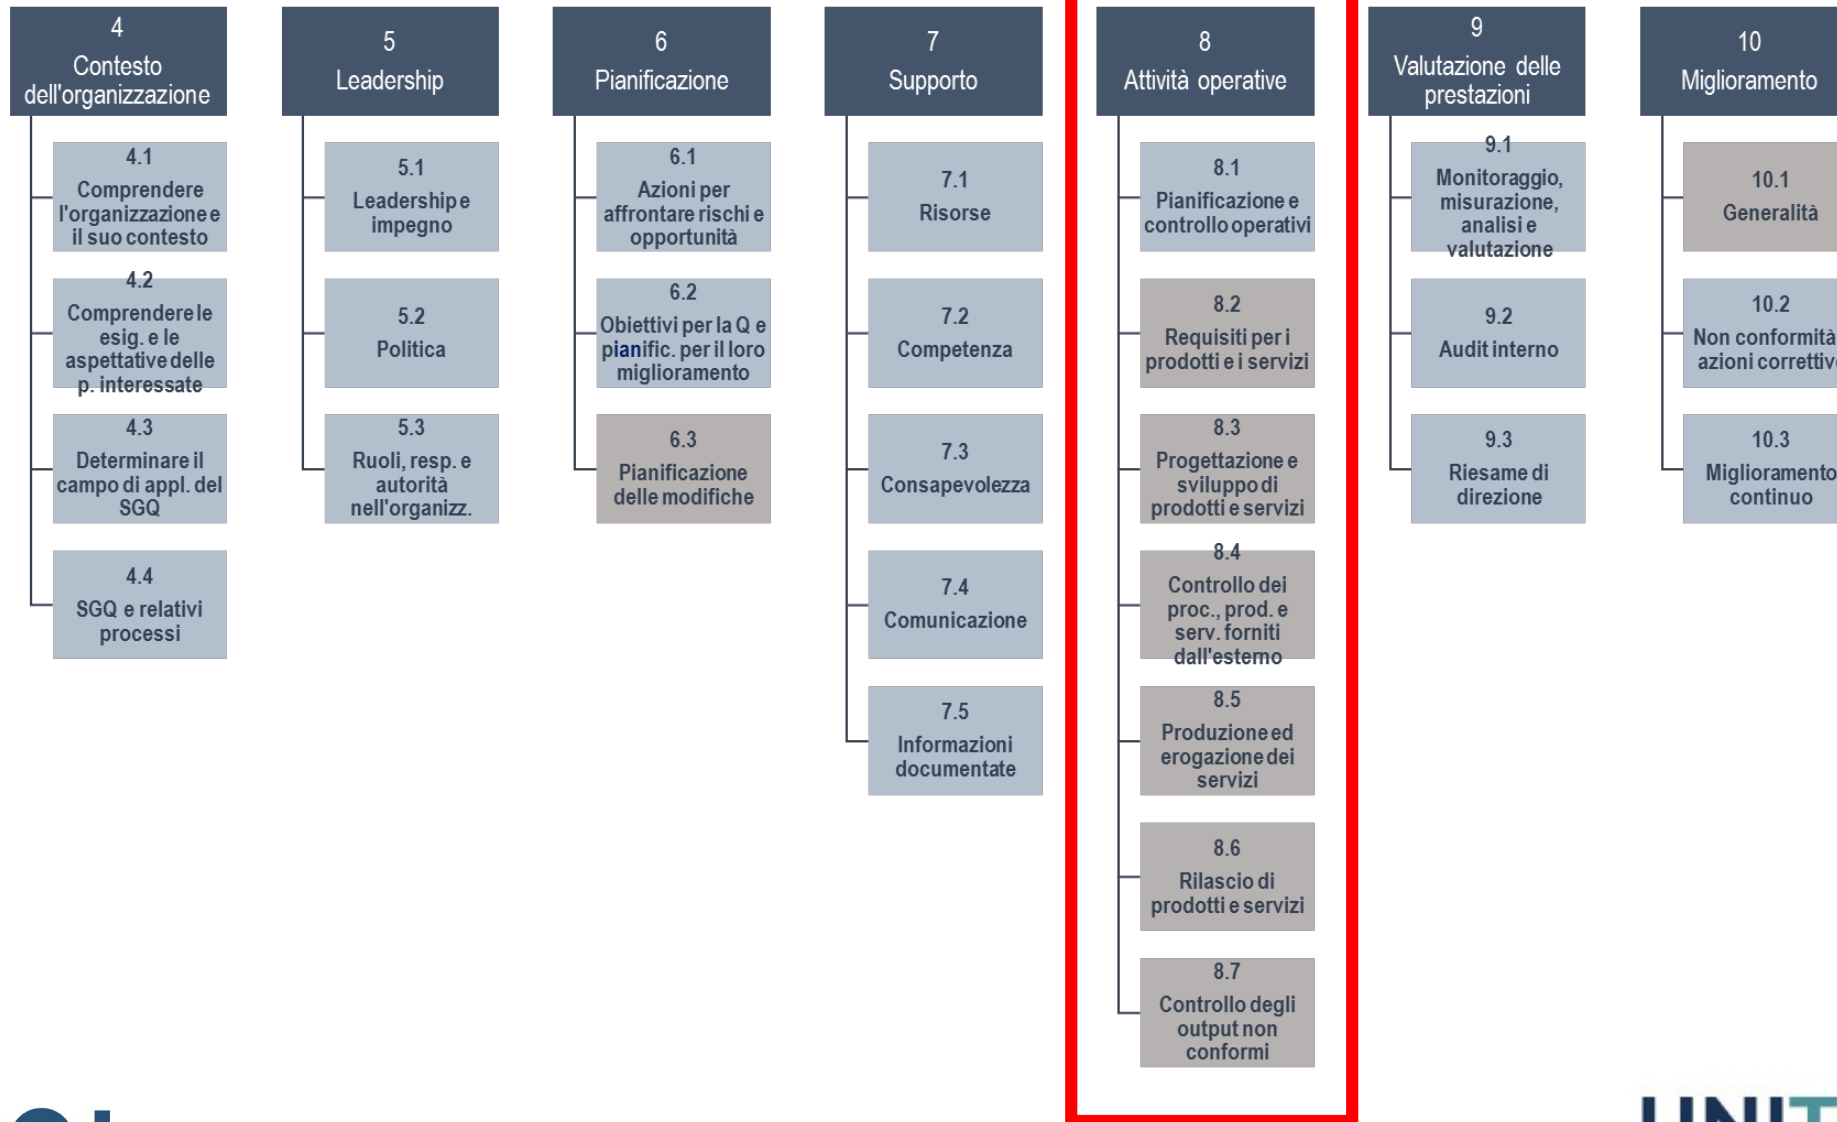 4
Contesto
dell'organizzazione
4.1
Comprendere
l'organizzazione e
il suo contesto
4.2
Comprendere le
esig. e le
aspettative delle
p. interessate
4.3
Determinare il
campo di appl. del
SGQ
4.4
SGQ e relativi
processi
5
Leadership
5.1
Leadership e
impegno
5.2
Politica
5.3
Ruoli, resp. e
autorità
nell'organizz.
6
Pianificazione
6.1
Azioni per
affrontare rischi e
opportunità
6.2
Obiettivi per la Q e
pianific. per il loro
miglioramento
6.3
Pianificazione
delle modifiche
7
Supporto
7.1
Risorse
7.2
Competenza
7.3
Consapevolezza
7.4
Comunicazione
7.5
Informazioni
documentate
8
Attività operative
8.1
Pianificazione e
controllo operativi
8.2
Requisiti per i
prodotti e i servizi
8.3
Progettazione e
sviluppo di
prodotti e servizi
8.4
Controllo dei
proc., prod. e
serv. forniti
dall'esterno
8.5
Produzione ed
erogazione dei
servizi
8.6
Rilascio di
prodotti e servizi
8.7
Controllo degli
output non
conformi
9
Valutazione delle
prestazioni
9.1
Monitoraggio,
misurazione,
analisi e
valutazione
9.2
Audit interno
9.3
Riesame di
direzione
10
Miglioramento
10.1
Generalità
10.2
Non conformità
azioni
10.3
Miglioramento
continuo